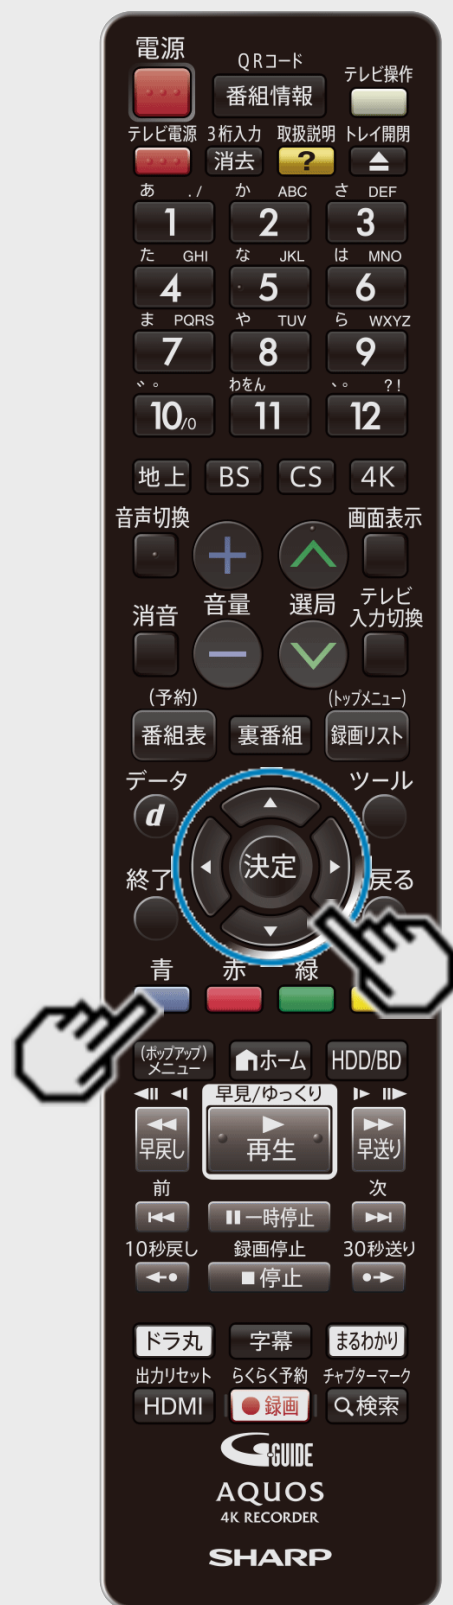 電源
QRコード
テレビ操作
番組情報
テレビ電源 3桁入力 取扱説明 トレイ開閉
消去 ?
あ ./ か ABC さ DEF
1 2 3
た GHI な JKL は MNO
4 5 6
ま PQRS や TUV ら WXYZ
7 8 9
゛゜ わをん 、。 ?!
10/0 11 12
地上 BS CS 4K
音声切換 画面表示
消音 音量 選局 テレビ
入力切換
(予約) (トップメニュー)
番組表 裏番組 録画リスト
データ ツール
d
決定
終了 戻る
青 赤 緑
(ポップアップ)
メニュー ホーム HDD/BD
早見/ゆっくり
早戻し 再生 早送り
前 次
一時停止
10秒戻し 録画停止 30秒送り
停止
ドラ丸 字幕 まるわかり
出力リセット らくらく予約 チャプターマーク
HDMI 録画 検索
G-GUIDE
AQUOS
4K RECORDER
SHARP